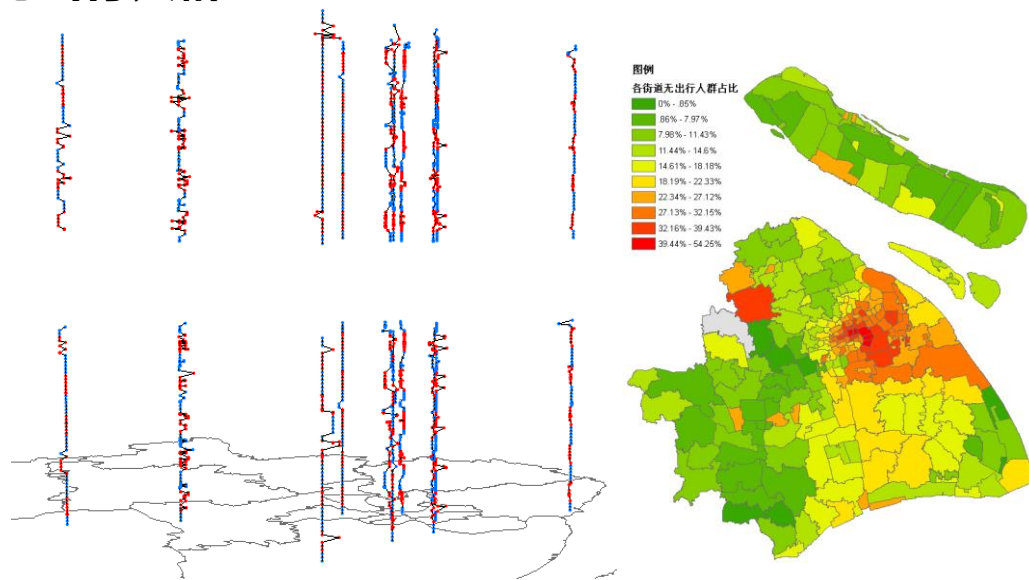 图例
各街道无出行人群占比
0% - .85%
.86% - 7.97%
7.98% - 11.43%
11.44% - 14.6%
14.61% - 18.18%
18.19% - 22.33%
22.34% - 27.12%
27.13% - 32.15%
32.16% - 39.43%
39.44% - 54.25%